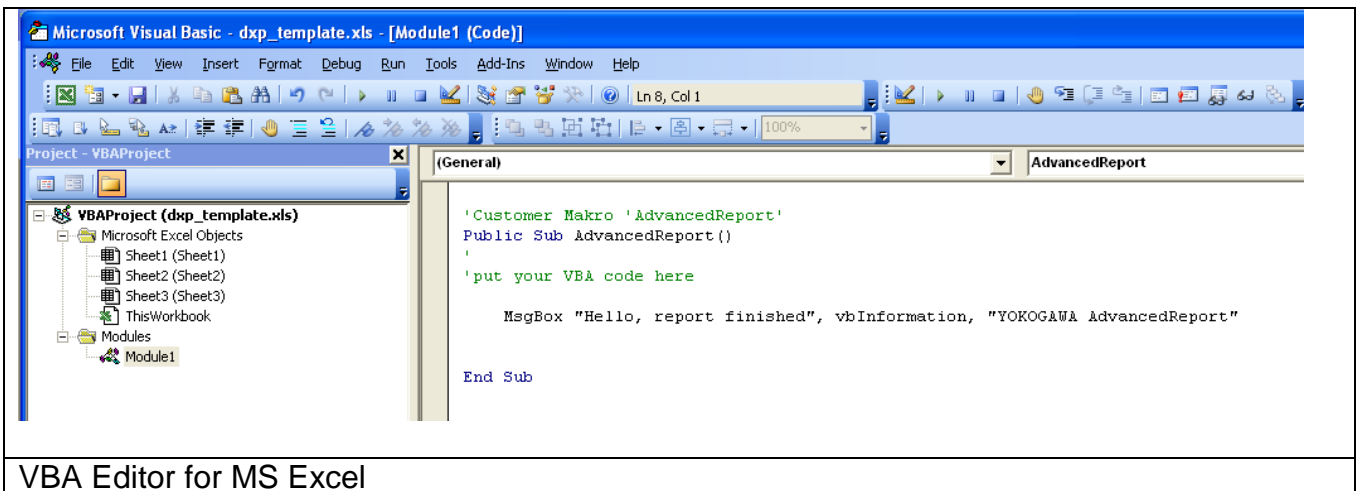 Microsoft Visual Basic - dxp_template.xls - [Module1 (Code)]
File Edit View Insert Format Debug Run Tools Add-Ins Window Help
Ln 8, Col 1
100%
Project - VBAProject
(General) AdvancedReport
VBAProject (dxp_template.xls)
Microsoft Excel Objects
Sheet1 (Sheet1)
Sheet2 (Sheet2)
Sheet3 (Sheet3)
ThisWorkbook
Modules
Module1
'Customer Makro 'AdvancedReport'
Public Sub AdvancedReport()
'
'put your VBA code here
MsgBox "Hello, report finished", vbInformation, "YOKOGAWA AdvancedReport"
End Sub
VBA Editor for MS Excel